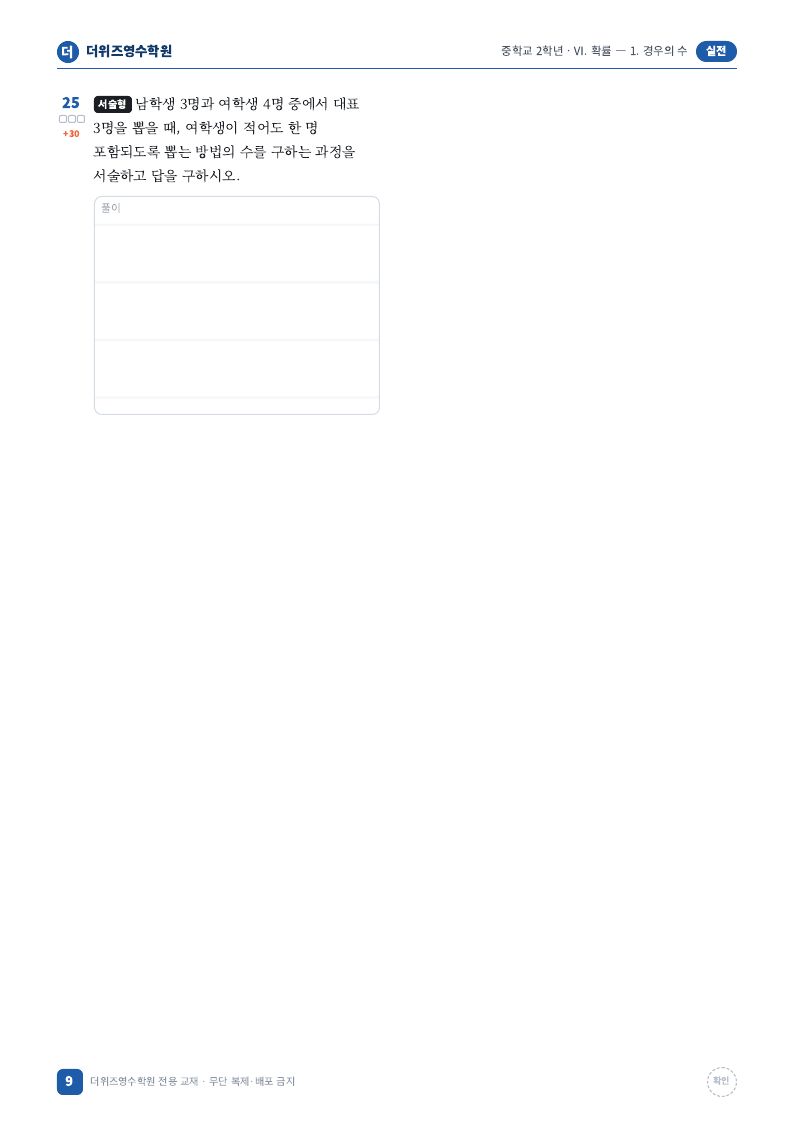 더 더위즈영수학원
중학교 2학년 · VI. 확률 — 1. 경우의 수 실전
25 서술형 남학생 3명과 여학생 4명 중에서 대표
3명을 뽑을 때, 여학생이 적어도 한 명
+30
포함되도록 뽑는 방법의 수를 구하는 과정을
서술하고 답을 구하시오.
풀이
9 더위즈영수학원 전용 교재 · 무단 복제·배포 금지
확인